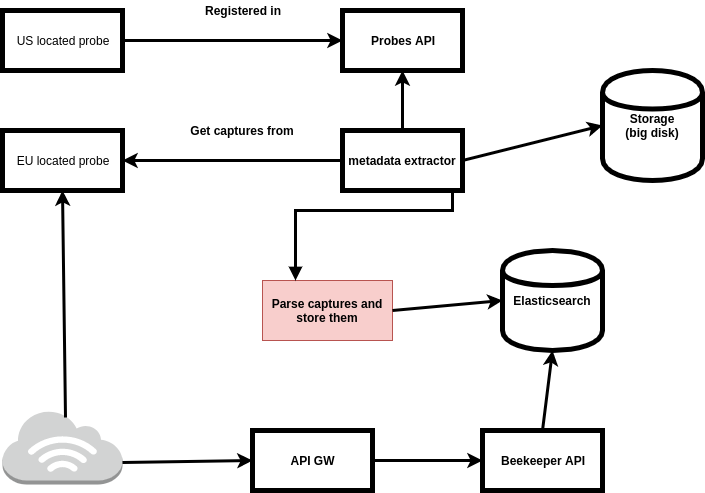 Registered in
US located probe
Probes API
Storage
(big disk)
Get captures from
EU located probe
metadata extractor
Parse captures and
store them
Elasticsearch
API GW
Beekeeper API